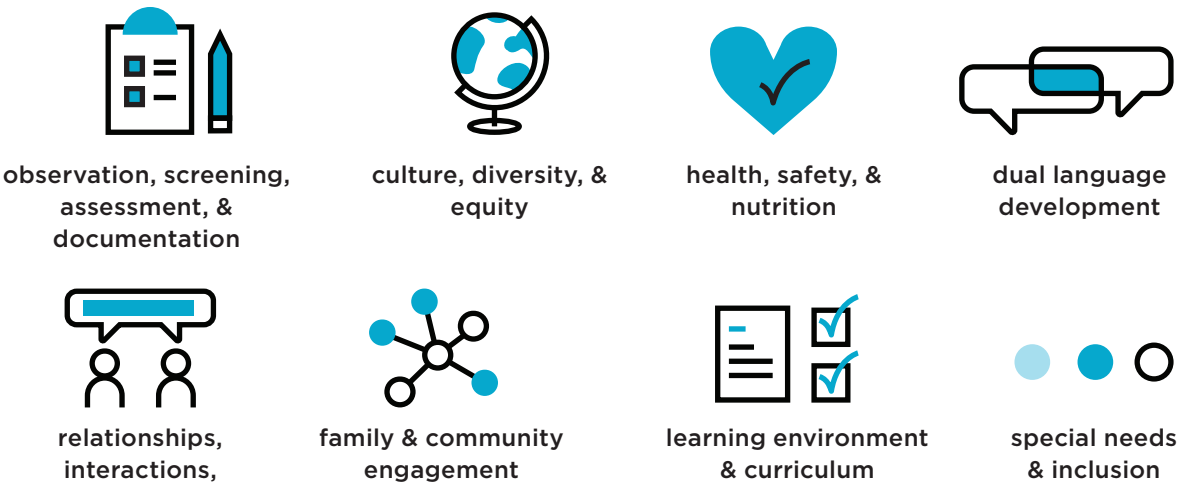 observation, screening,
assessment, &
documentation
culture, diversity, &
equity
health, safety, &
nutrition
dual language
development
relationships,
interactions,
family & community
engagement
learning environment
& curriculum
special needs
& inclusion